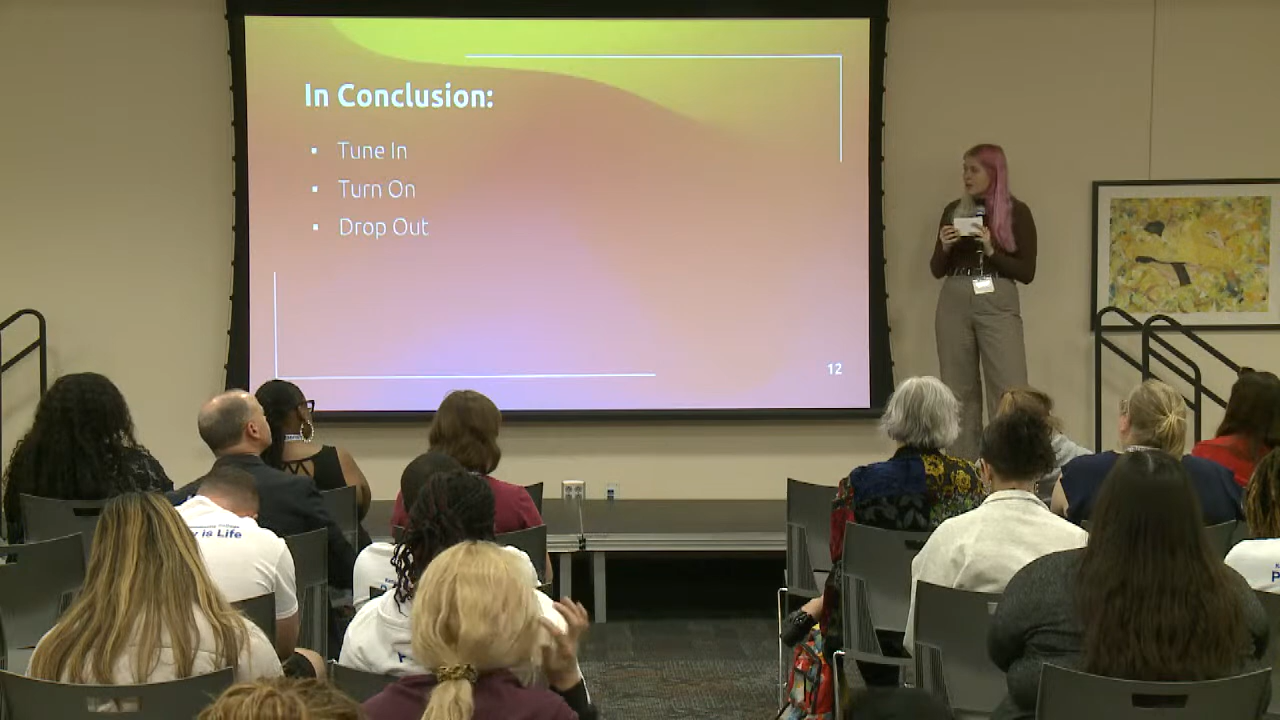 In Conclusion:
Tune In
Turn On
Drop Out
12
is Life